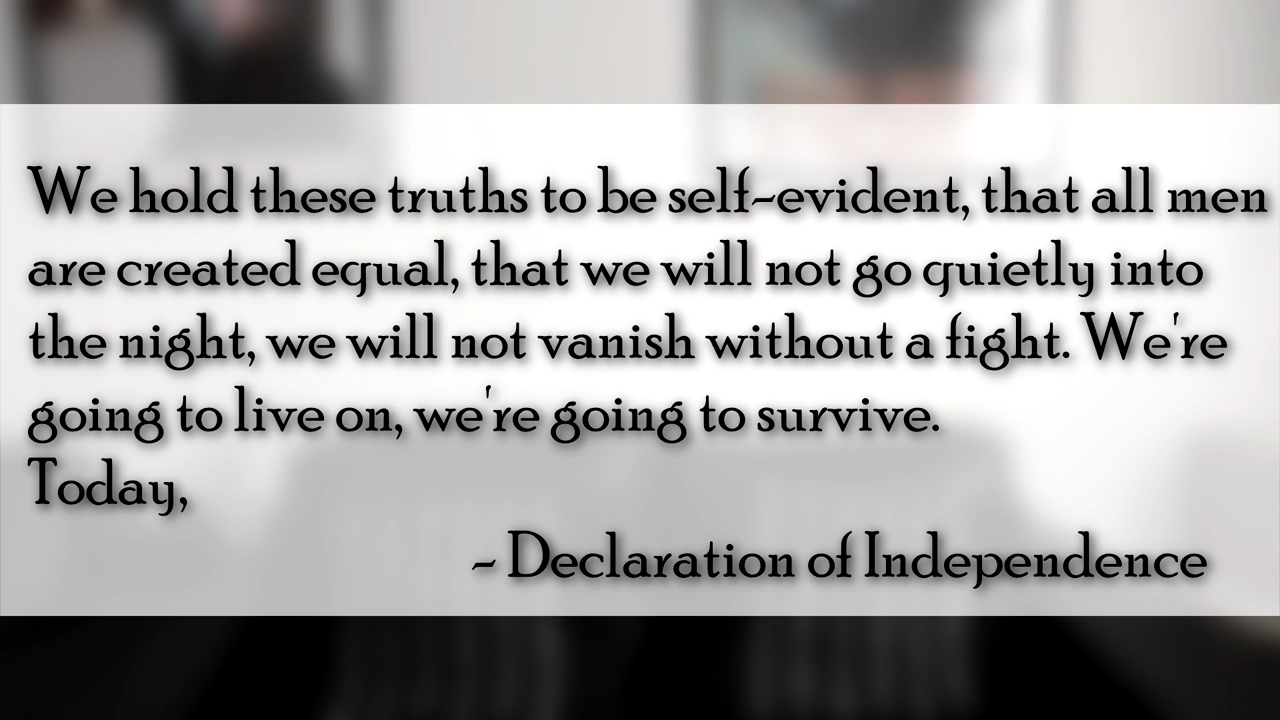 We hold these truths to be self-evident, that all men
are created equal, that we will not go quietly into
the night, we will not vanish without a fight. We're
going to live on, we're going to survive.
Today,
- Declaration of Independence